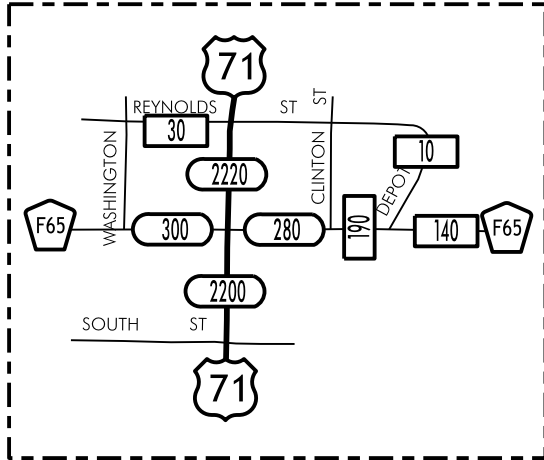 71
REYNOLDS ST
30
CLINTON ST
10
WASHINGTON
2220
DEPOT
F65
300
280
190
140
F65
2200
SOUTH ST
71